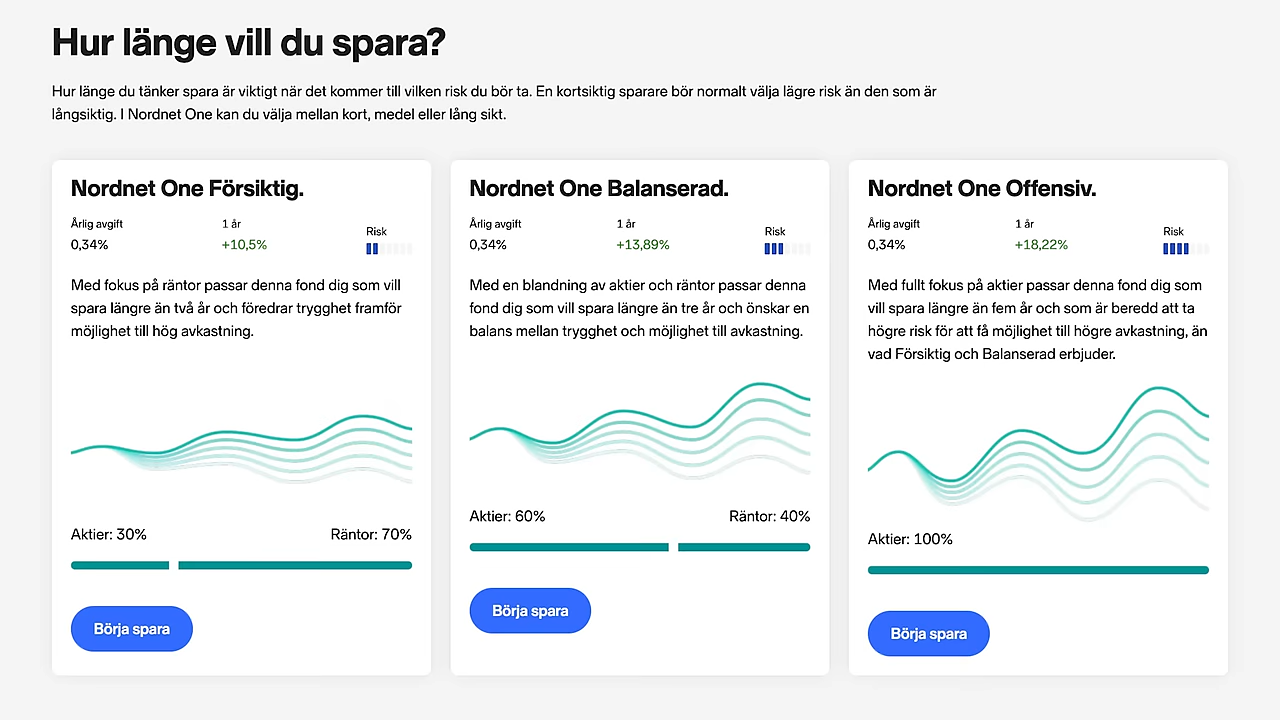 Hur länge vill du spara?
Hur länge du tänker spara är viktigt när det kommer till vilken risk du bör ta. En kortsiktig sparare bör normalt välja lägre risk än den som är
långsiktig. I Nordnet One kan du välja mellan kort, medel eller lång sikt.
Nordnet One Försiktig.
Årlig avgift
1 år
Risk
0,34%
+10,5%
Med fokus på räntor passar denna fond dig som vill
spara längre än två år och föredrar trygghet framför
möjlighet till hög avkastning.
Aktier: 30%
Räntor: 70%
Börja spara
Nordnet One Balanserad.
Årlig avgift
1 år
Risk
0,34%
+13,89%
Med en blandning av aktier och räntor passar denna
fond dig som vill spara längre än tre år och önskar en
balans mellan trygghet och möjlighet till avkastning.
Aktier: 60%
Räntor: 40%
Börja spara
Nordnet One Offensiv.
Årlig avgift
1 år
Risk
0,34%
+18,22%
Med fullt fokus på aktier passar denna fond dig som
vill spara längre än fem år och som är beredd att ta
högre risk för att få möjlighet till högre avkastning, än
vad Försiktig och Balanserad erbjuder.
Aktier: 100%
Börja spara